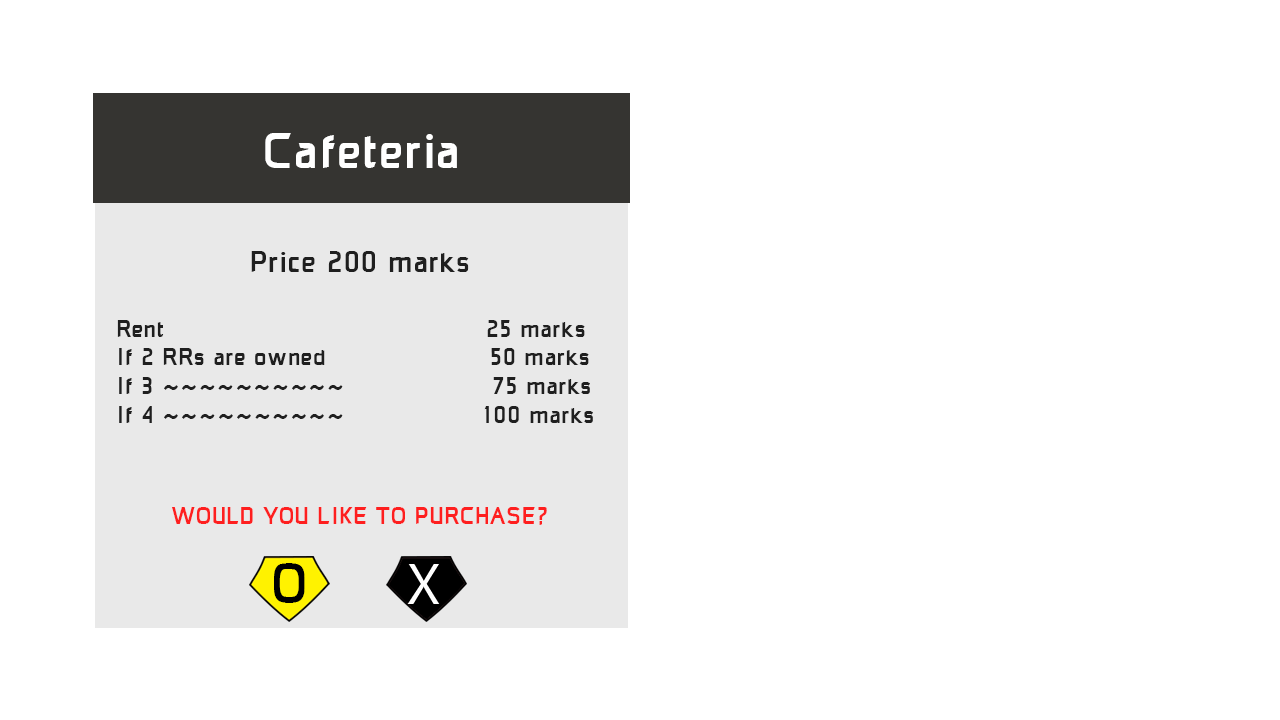 Cafeteria
Price 200 marks
Rent 25 marks
If 2 RRs are owned 50 marks
If 3 ~~~~~~~~~~ 75 marks
If 4 ~~~~~~~~~~ 100 marks
WOULD YOU LIKE TO PURCHASE?
O X